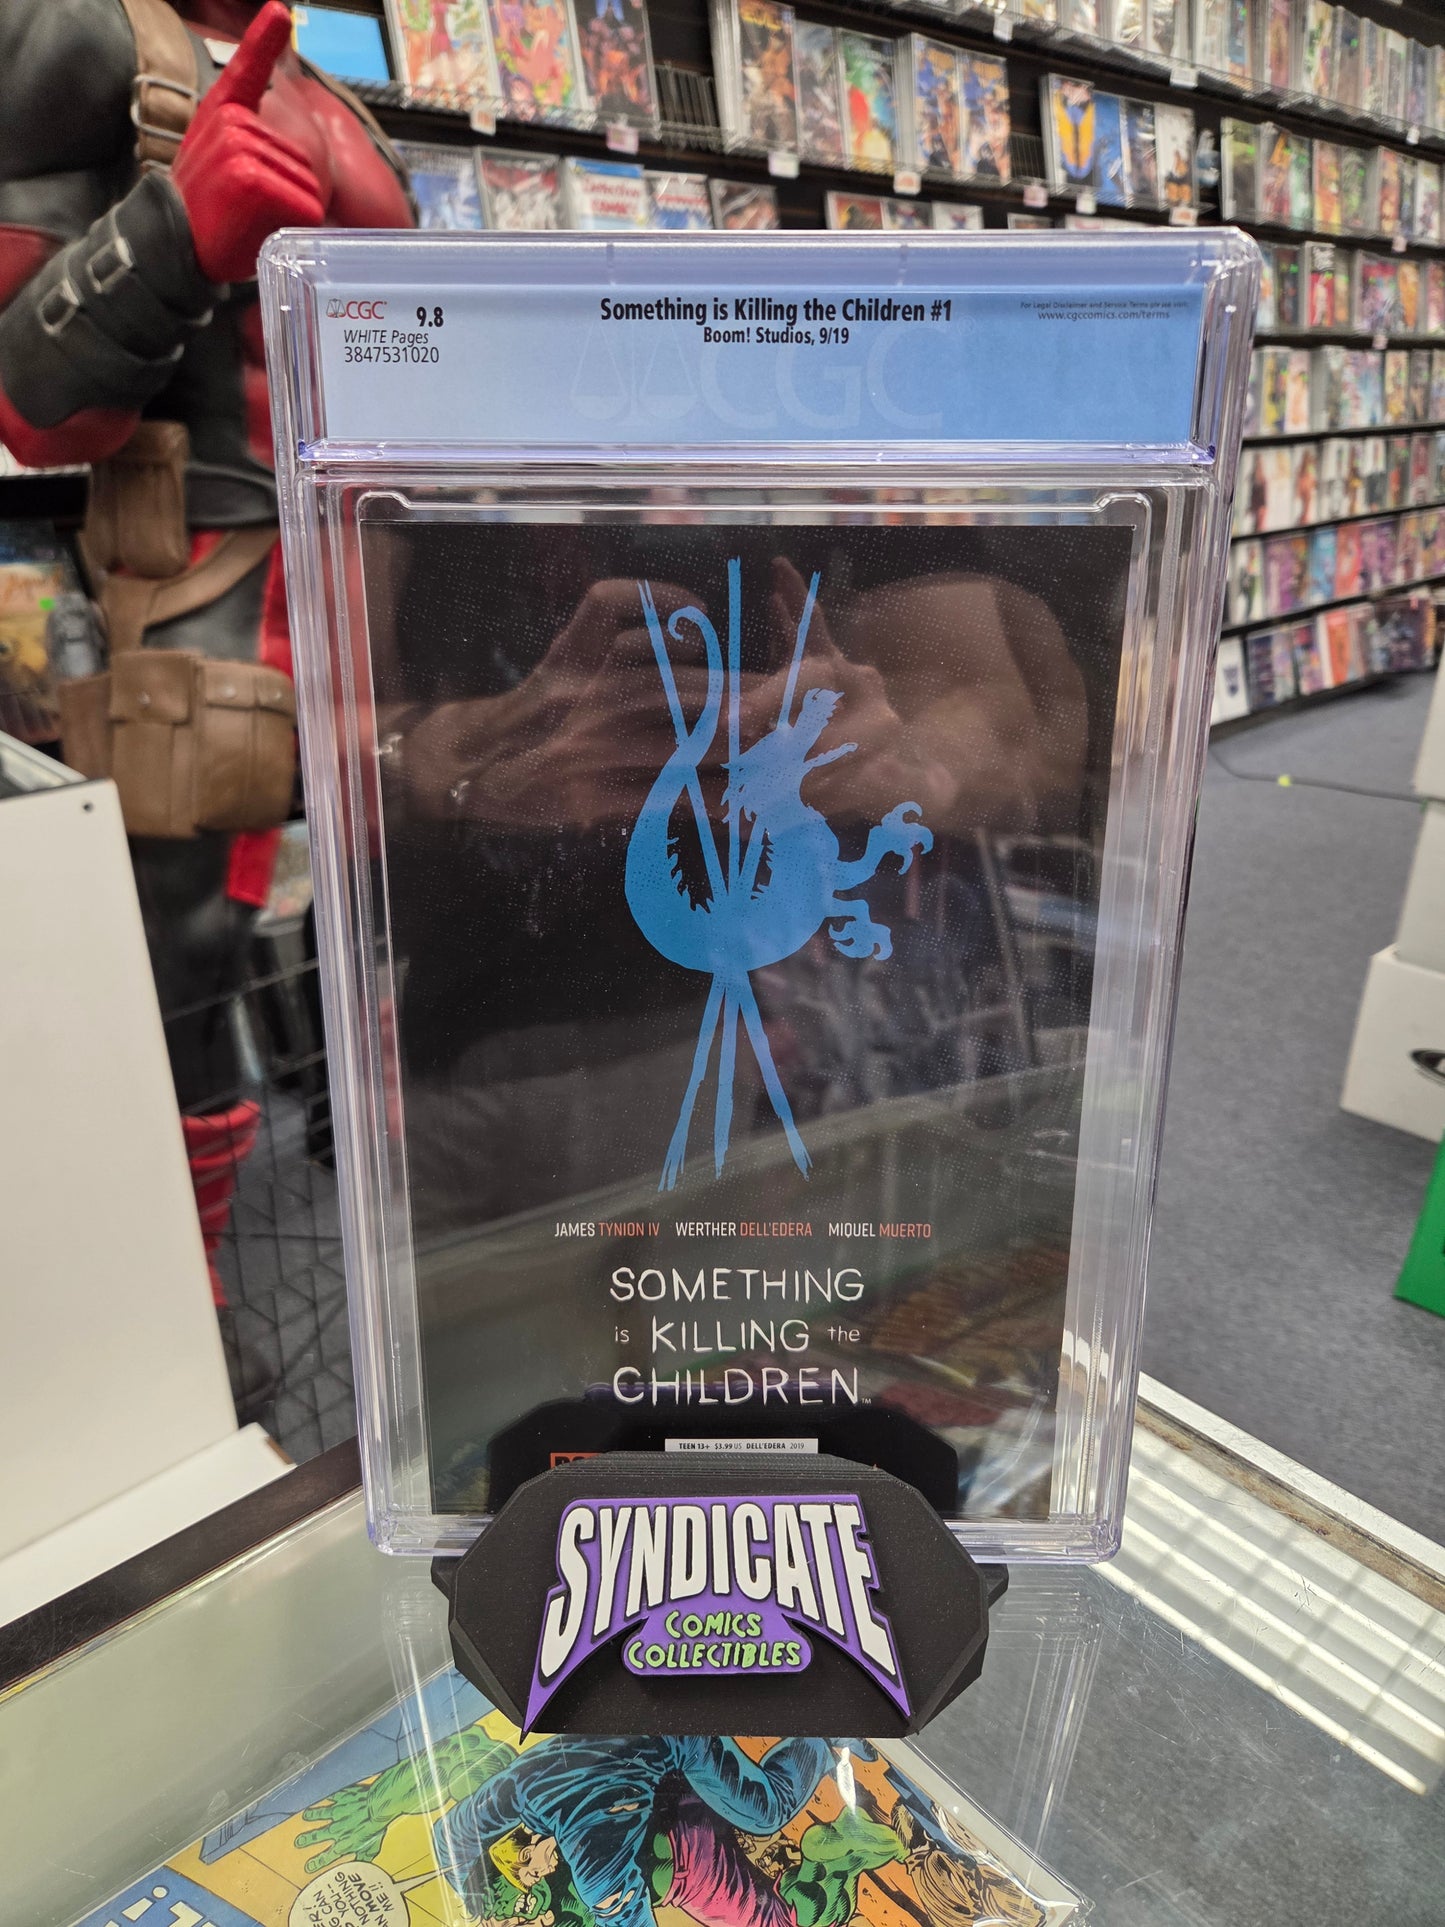 CGC 9.8
WHITE Pages
3847531020
Something is Killing the Children #1
Boom! Studios, 9/19
For Legal Disclaimer and Service Terms please visit:
www.cgccomics.com/terms
CGC
JAMES TYNION IV WERTHER DELL'EDERA MIQUEL MUERTO
SOMETHING
is KILLING the
CHILDREN™
TEEN 13+ $3.99 US DELL'EDERA 2019
SYNDICATE
COMICS
COLLECTIBLES